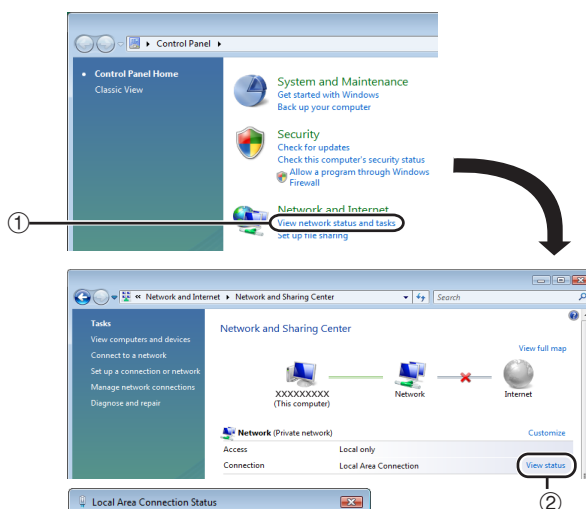 Control Panel
Control Panel Home
Classic View
System and Maintenance
Get started with Windows
Back up your computer
Security
Check for updates
Check this computer's security status
Allow a program through Windows
Firewall
Network and Internet
View network status and tasks
Set up file sharing
①
« Network and Internet ▸ Network and Sharing Center
Search
Tasks
View computers and devices
Connect to a network
Set up a connection or network
Manage network connections
Diagnose and repair
Network and Sharing Center
View full map
XXXXXXXXX
(This computer)
Network
Internet
Network (Private network)
Customize
Access Local only
Connection Local Area Connection View status
②
Local Area Connection Status